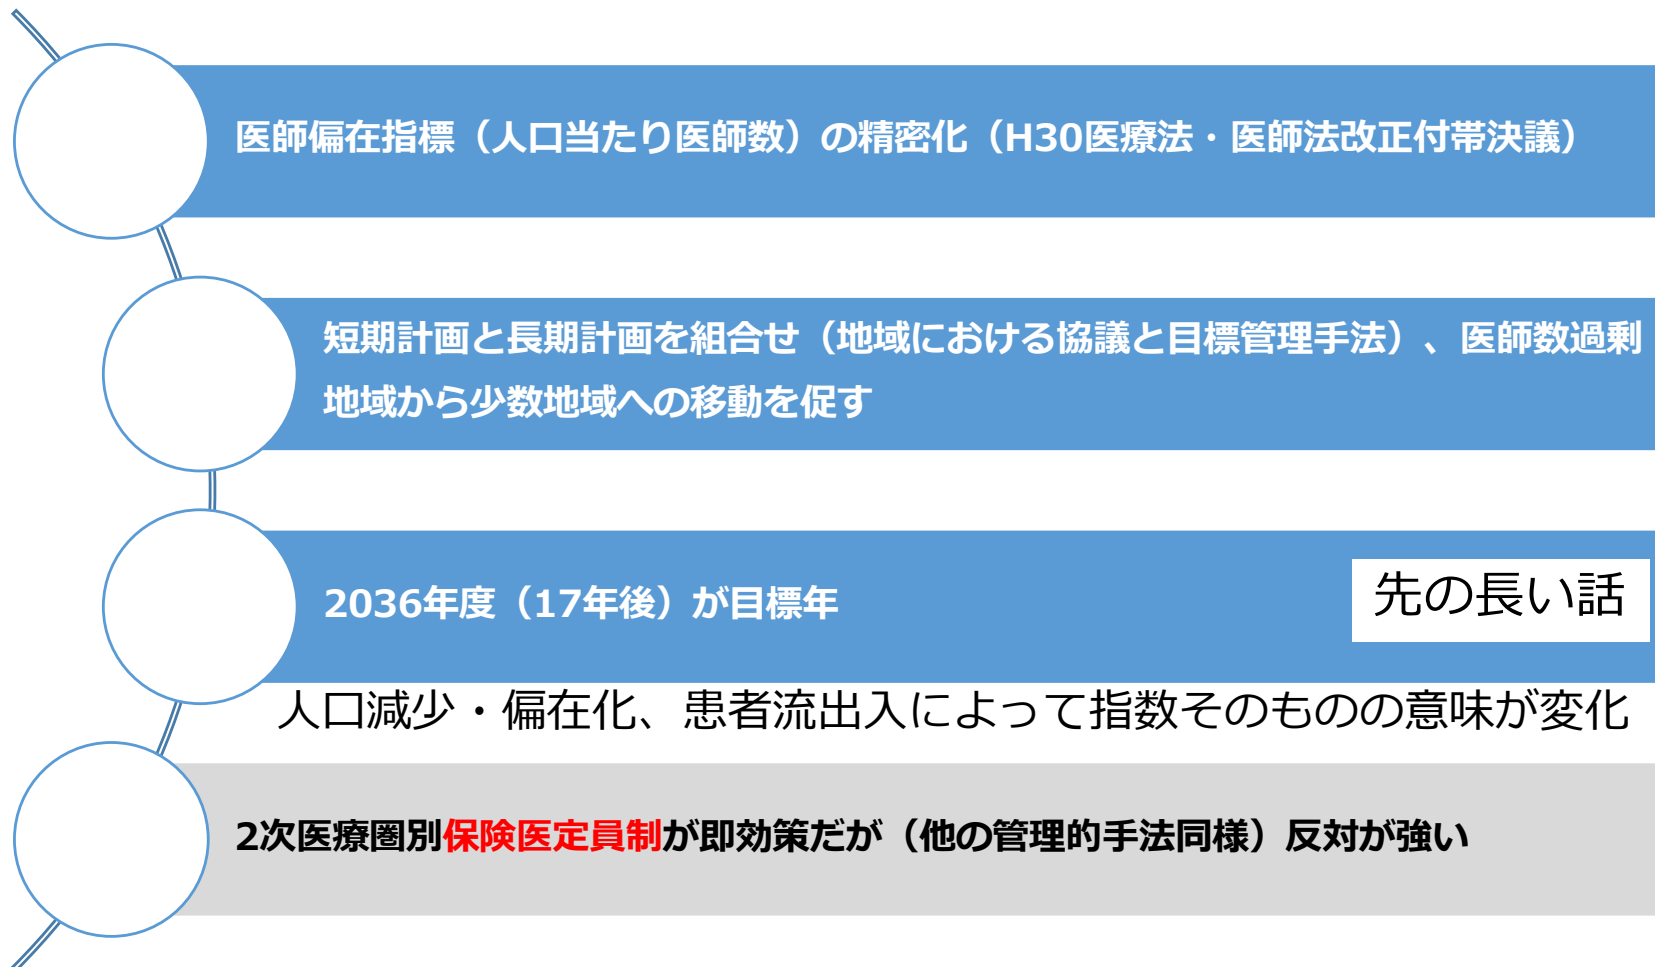 医師偏在指標（人口当たり医師数）の精密化（H30医療法・医師法改正付帯決議）
短期計画と長期計画を組合せ（地域における協議と目標管理手法）、医師数過剰
地域から少数地域への移動を促す
2036年度（17年後）が目標年
先の長い話
人口減少・偏在化、患者流出入によって指数そのものの意味が変化
2次医療圏別保険医定員制が即効策だが（他の管理的手法同様）反対が強い